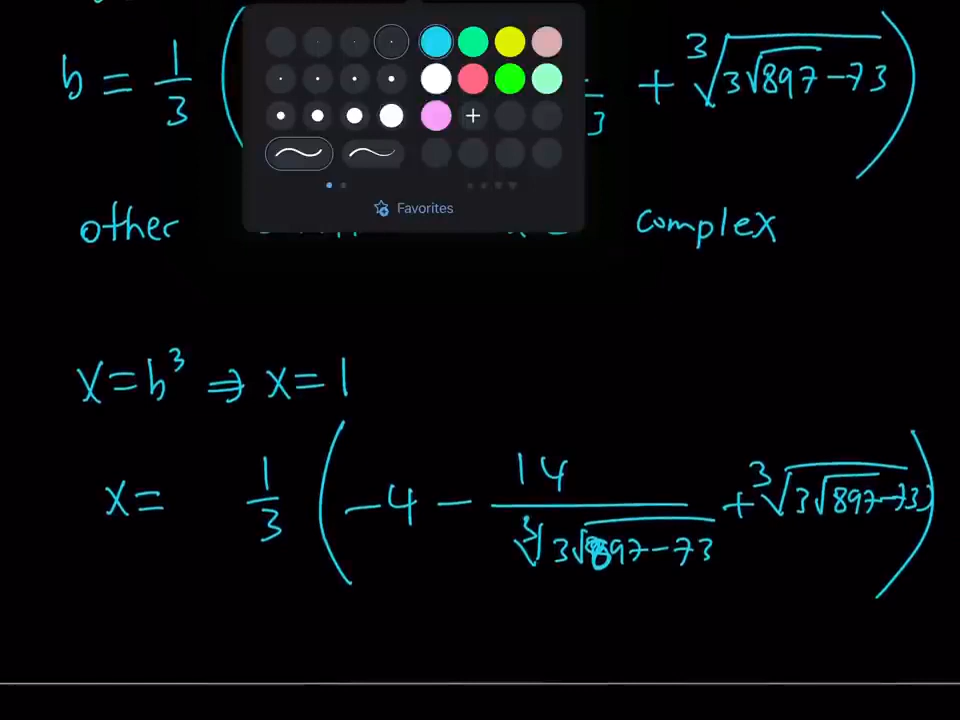 b = 1/3 ( 3 + ∛(3√897 − 73) )
Favorites
other complex
x = b³ ⇒ x = 1
x = 1/3 ( −4 − 14/∛(3√897 − 73) + ∛(3√897 − 73) )